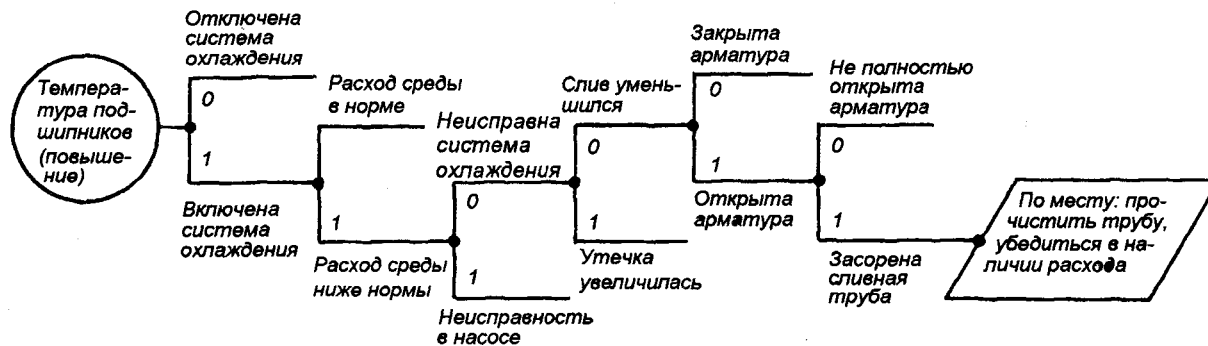 Темпера-
тура под-
шипников
(повыше-
ние)
Отключена
система
охлаждения
0
1
Включена
система
охлаждения
Расход среды
в норме
1
Расход среды
ниже нормы
Неисправна
система
охлаждения
0
1
Неисправность
в насосе
Слив умень-
шился
0
1
Утечка
увеличилась
Закрыта
арматура
0
1
Открыта
арматура
Не полностью
открыта
арматура
0
1
Засорена
сливная
труба
По месту: про-
чистить трубу,
убедиться в на-
личии расхода